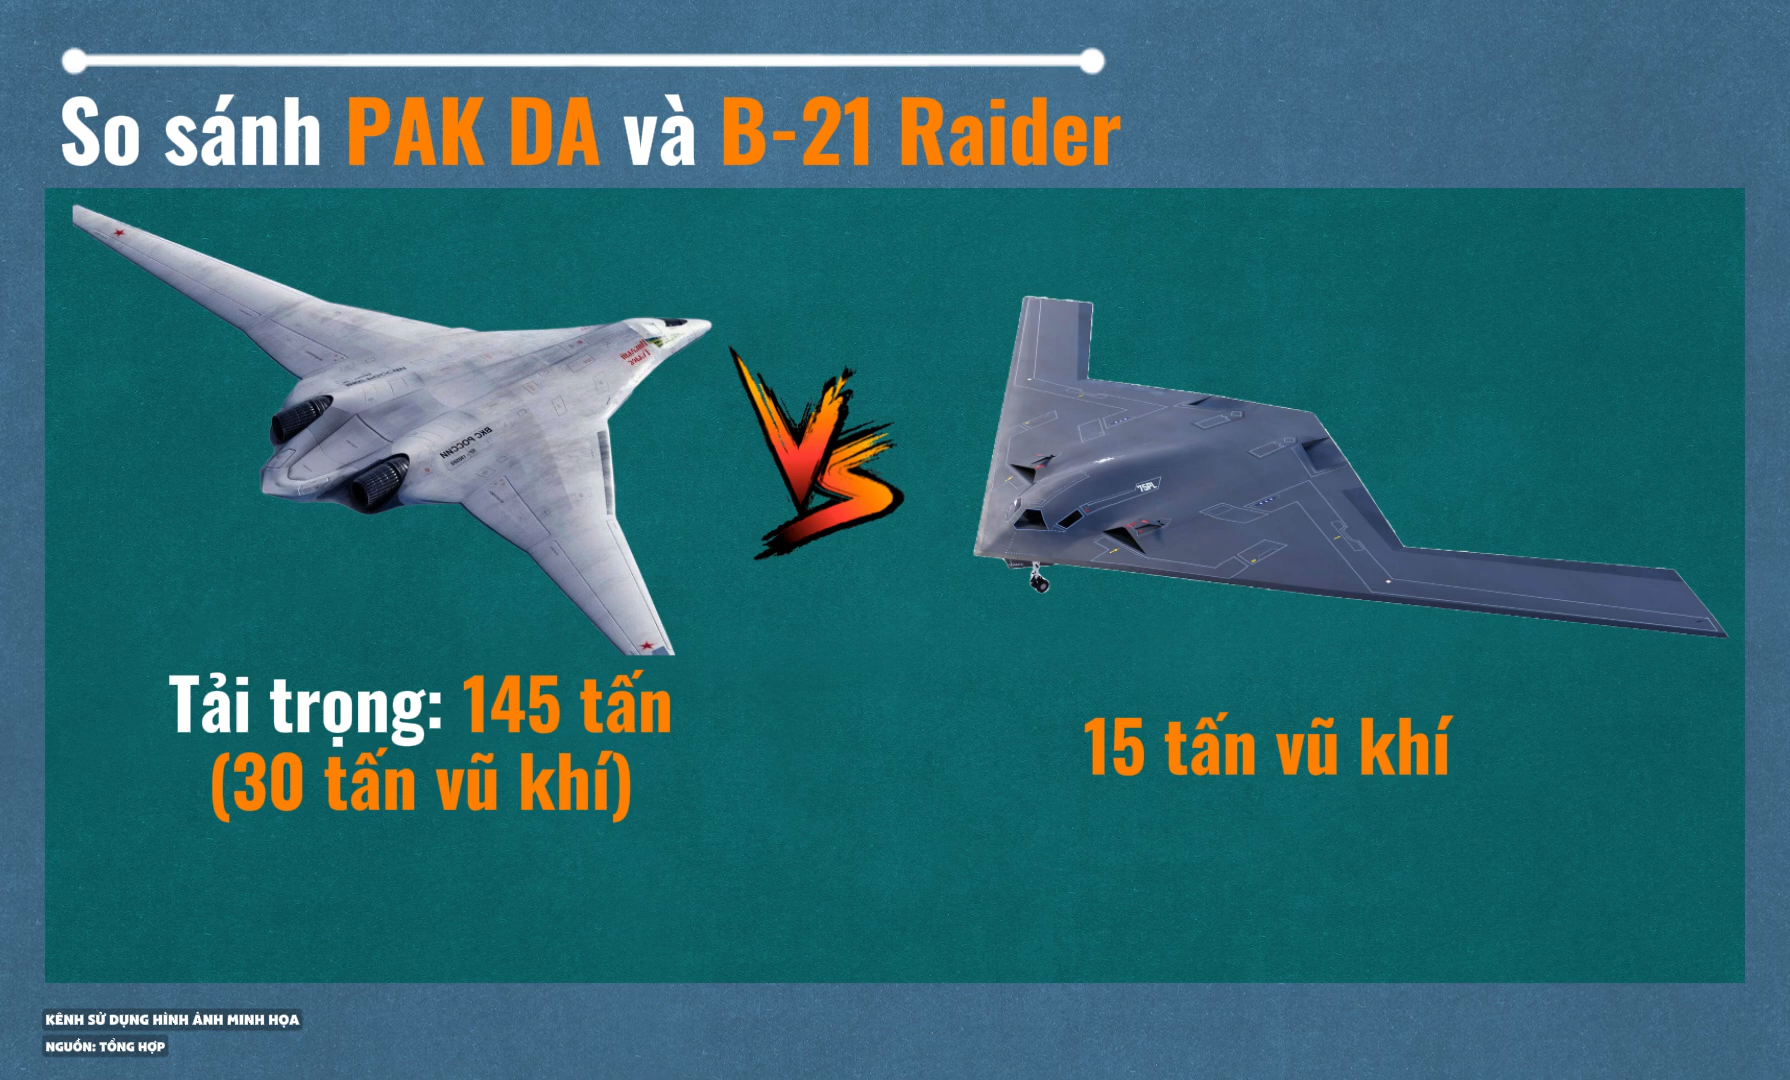 So sánh PAK DA và B-21 Raider
VS
Tải trọng: 145 tấn
(30 tấn vũ khí)
15 tấn vũ khí
KÊNH SỬ DỤNG HÌNH ẢNH MINH HỌA
NGUỒN: TỔNG HỢP